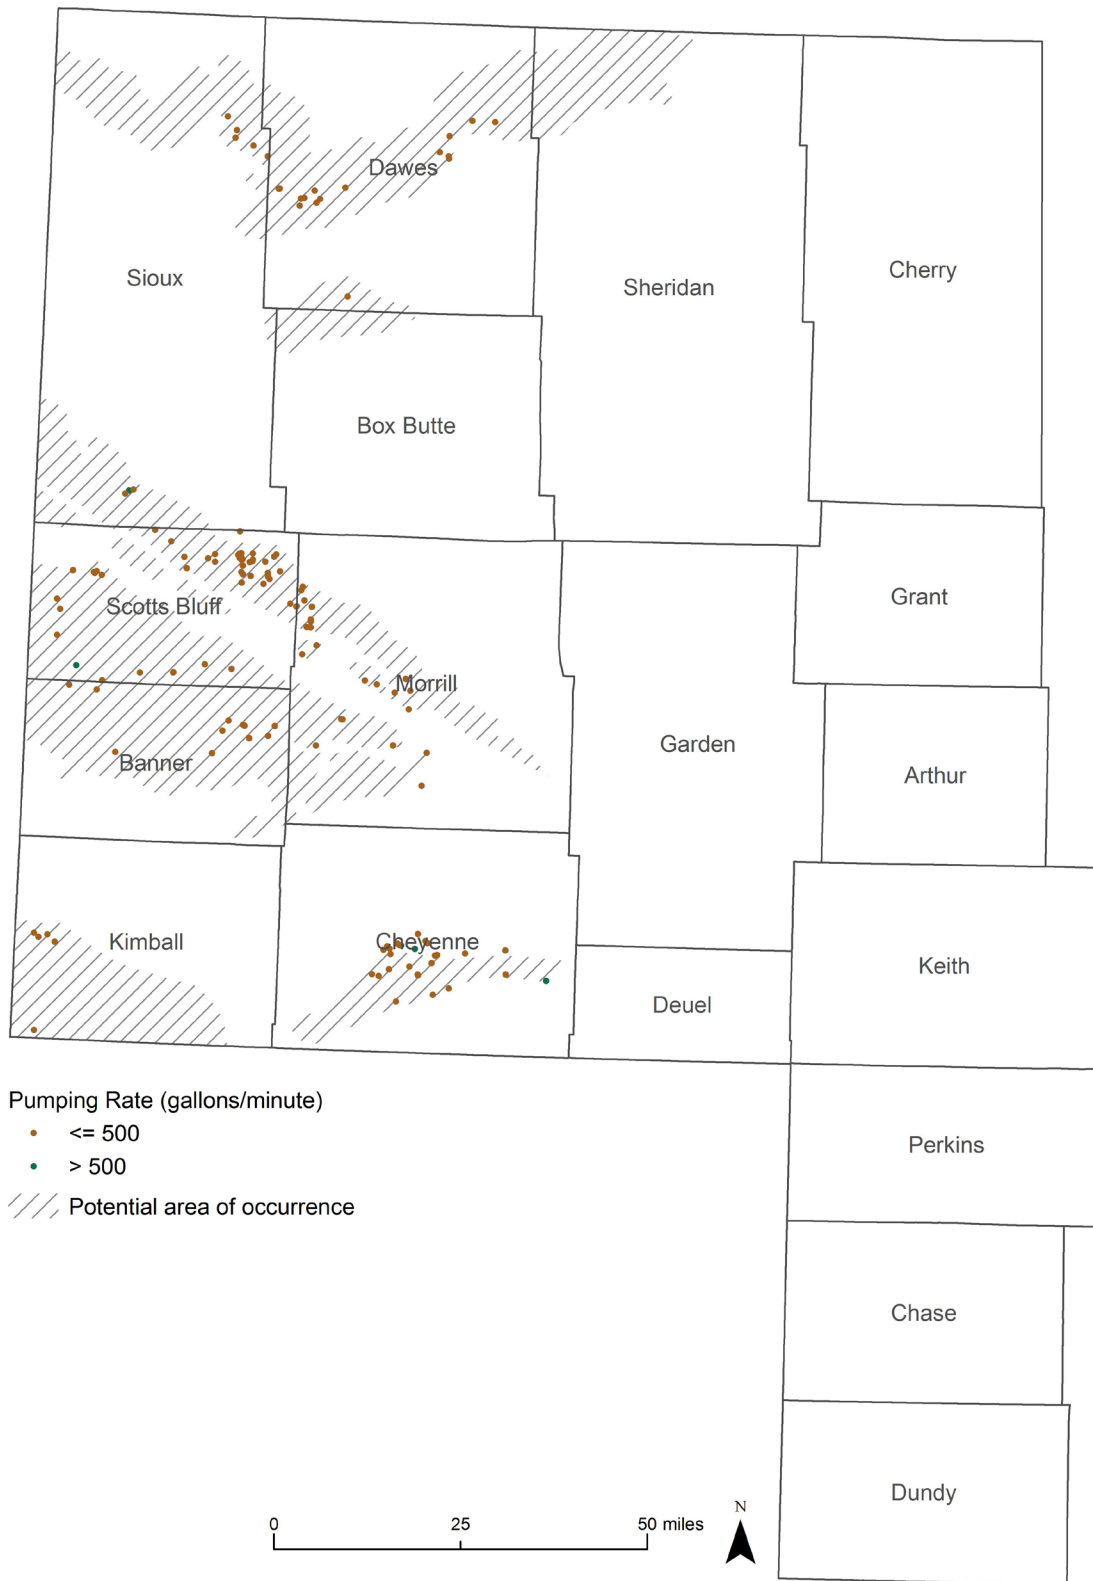 Dawes
Sioux
Sheridan
Cherry
Box Butte
Scotts Bluff
Grant
Morrill
Garden
Banner
Arthur
Kimball
Cheyenne
Keith
Deuel
Pumping Rate (gallons/minute)
<= 500
> 500
Potential area of occurrence
Perkins
Chase
Dundy
0 25 50 miles
N